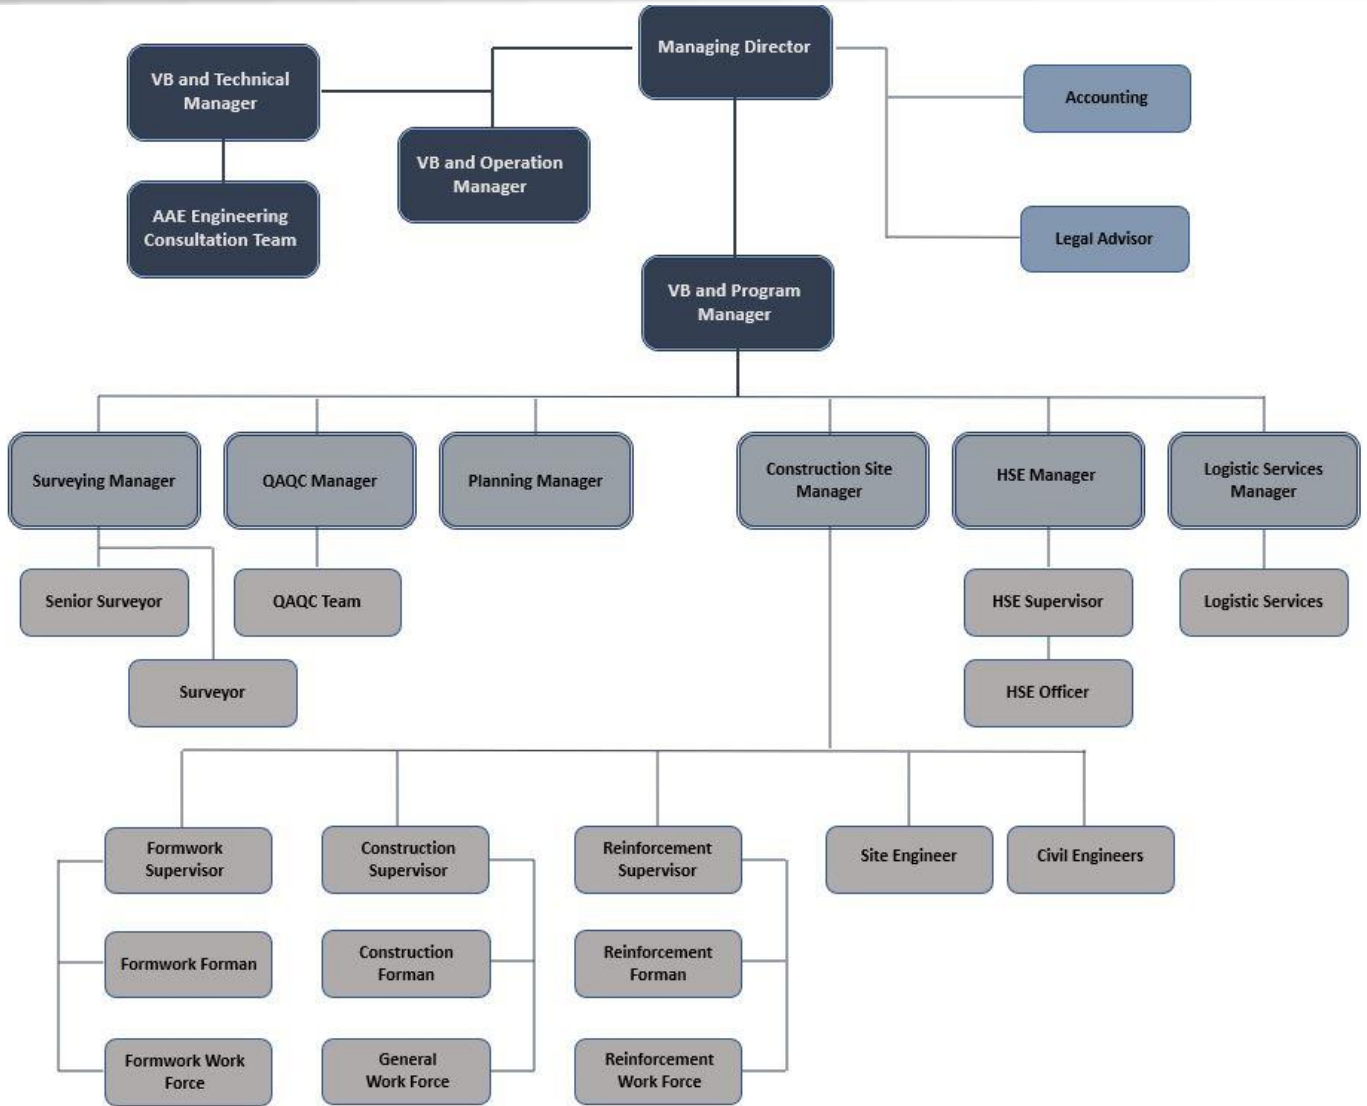 Managing Director
VB and Technical
Manager
Accounting
VB and Operation
Manager
AAE Engineering
Consultation Team
Legal Advisor
VB and Program
Manager
Surveying Manager
QAQC Manager
Planning Manager
Construction Site
Manager
HSE Manager
Logistic Services
Manager
Senior Surveyor
QAQC Team
HSE Supervisor
Logistic Services
Surveyor
HSE Officer
Formwork
Supervisor
Construction
Supervisor
Reinforcement
Supervisor
Site Engineer
Civil Engineers
Formwork Forman
Construction
Forman
Reinforcement
Forman
Formwork Work
Force
General
Work Force
Reinforcement
Work Force